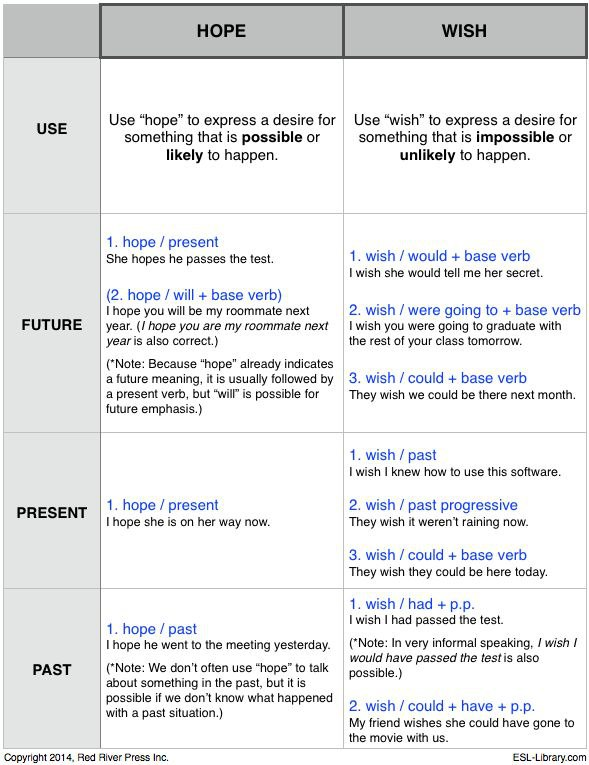 HOPE
WISH
USE
Use “hope” to express a desire for
something that is possible or
likely to happen.
Use “wish” to express a desire for
something that is impossible or
unlikely to happen.
FUTURE
1. hope / present
She hopes he passes the test.
(2. hope / will + base verb)
I hope you will be my roommate next
year. (I hope you are my roommate next
year is also correct.)
(*Note: Because “hope” already indicates
a future meaning, it is usually followed by
a present verb, but “will” is possible for
future emphasis.)
1. wish / would + base verb
I wish she would tell me her secret.
2. wish / were going to + base verb
I wish you were going to graduate with
the rest of your class tomorrow.
3. wish / could + base verb
They wish we could be there next month.
PRESENT
1. hope / present
I hope she is on her way now.
1. wish / past
I wish I knew how to use this software.
2. wish / past progressive
They wish it weren’t raining now.
3. wish / could + base verb
They wish they could be here today.
PAST
1. hope / past
I hope he went to the meeting yesterday.
(*Note: We don’t often use “hope” to talk
about something in the past, but it is
possible if we don’t know what happened
with a past situation.)
1. wish / had + p.p.
I wish I had passed the test.
(*Note: In very informal speaking, I wish I
would have passed the test is also
possible.)
2. wish / could + have + p.p.
My friend wishes she could have gone to
the movie with us.
Copyright 2014, Red River Press Inc.
ESL-Library.com